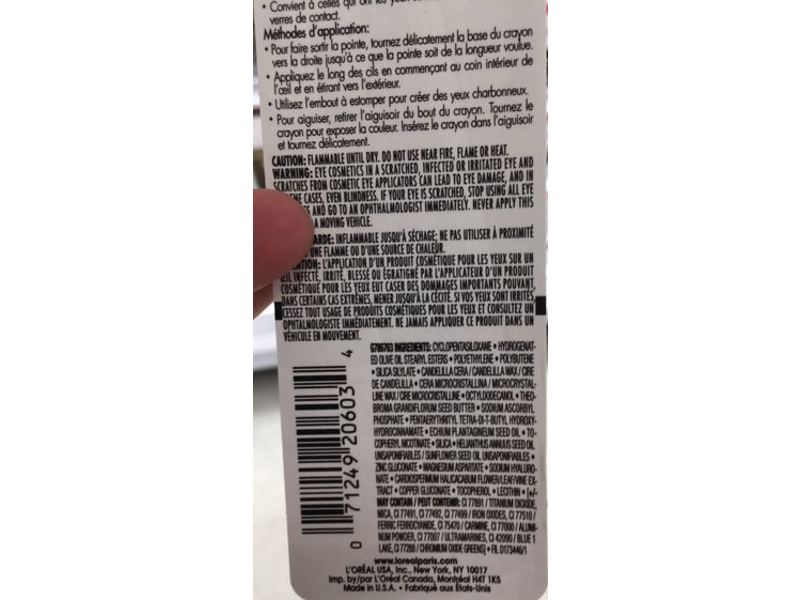 • Convient à celles qui ont les yeux
verres de contact.
Méthodes d'application:
• Pour faire sortir la pointe, tournez délicatement la base du crayon
vers la droite jusqu'à ce que la pointe soit de la longueur voulue.
• Appliquez le long des cils en commençant au coin intérieur de
l'œil et en étirant vers l'extérieur.
• Utilisez l'embout à estomper pour créer des yeux charbonneux.
• Pour aiguiser, retirer l'aiguisoir du bout du crayon. Tournez le
crayon pour exposer la couleur. Insérez le crayon dans l'aiguisoir
et tournez délicatement.
CAUTION: FLAMMABLE UNTIL DRY. DO NOT USE NEAR FIRE, FLAME OR HEAT.
WARNING: EYE COSMETICS IN A SCRATCHED, INFECTED OR IRRITATED EYE AND
SCRATCHES FROM COSMETIC EYE APPLICATORS CAN LEAD TO EYE DAMAGE, AND IN
CASES, EVEN BLINDNESS. IF YOUR EYE IS SCRATCHED, STOP USING ALL EYE
AND GO TO AN OPHTHALMOLOGIST IMMEDIATELY. NEVER APPLY THIS
A MOVING VEHICLE.
ARDE: INFLAMMABLE JUSQU'À SÉCHAGE; NE PAS UTILISER À PROXIMITÉ
UNE FLAMME OU D'UNE SOURCE DE CHALEUR.
TION: L'APPLICATION D'UN PRODUIT COSMÉTIQUE POUR LES YEUX SUR UN
ŒIL INFECTÉ, IRRITÉ, BLESSÉ OU ÉGRATIGNÉ PAR L'APPLICATEUR D'UN PRODUIT
COSMÉTIQUE POUR LES YEUX EUT CASER DES DOMMAGES IMPORTANTS POUVANT,
DANS CERTAINS CAS EXTRÊMES, MENER JUSQU'À LA CÉCITÉ. SI VOS YEUX SONT IRRITÉS,
CESSEZ TOUT USAGE DE PRODUITS COSMÉTIQUES POUR LES YEUX ET CONSULTEZ UN
OPHTALMOLOGISTE IMMÉDIATEMENT. NE JAMAIS APPLIQUER CE PRODUIT DANS UN
VÉHICULE EN MOUVEMENT.
G786703 INGREDIENTS: CYCLOPENTASILOXANE • HYDROGENAT-
ED OLIVE OIL STEARYL ESTERS • POLYETHYLENE • POLYBUTENE
• SILICA SILYLATE • CANDELILLA CERA / CANDELILLA WAX / CIRE
DE CANDELILLA • CERA MICROCRISTALLINA / MICROCRYSTAL-
LINE WAX / CIRE MICROCRISTALLINE • OCTYLDODECANOL • THEO-
BROMA GRANDIFLORUM SEED BUTTER • SODIUM ASCORBYL
PHOSPHATE • PENTAERYTHRITYL TETRA-DI-T-BUTYL HYDROXY-
HYDROCINNAMATE • ECHIUM PLANTAGINEUM SEED OIL • TO-
COPHERYL NICOTINATE • SILICA • HELIANTHUS ANNUUS SEED OIL
UNSAPONIFIABLES / SUNFLOWER SEED OIL UNSAPONIFIABLES •
ZINC GLUCONATE • MAGNESIUM ASPARTATE • SODIUM HYALURO-
NATE • CARDIOSPERMUM HALICACABUM FLOWER/LEAF/VINE EX-
TRACT • COPPER GLUCONATE • TOCOPHEROL • LECITHIN • [+/-
MAY CONTAIN / PEUT CONTENIR: CI 77891 / TITANIUM DIOXIDE,
MICA, CI 77491, CI 77492, CI 77499 / IRON OXIDES, CI 77510 /
FERRIC FERROCYANIDE, CI 75470 / CARMINE, CI 77000 / ALUMI-
NUM POWDER, CI 77007 / ULTRAMARINES, CI 42090 / BLUE 1
LAKE, CI 77288 / CHROMIUM OXIDE GREENS] • FIL D173446/1
0 71249 20603 4
www.lorealparis.com
L'ORÉAL USA, Inc., New York, NY 10017
Imp. by/par L'Oréal Canada, Montréal H4T 1K5
Made in U.S.A. • Fabriqué aux États-Unis